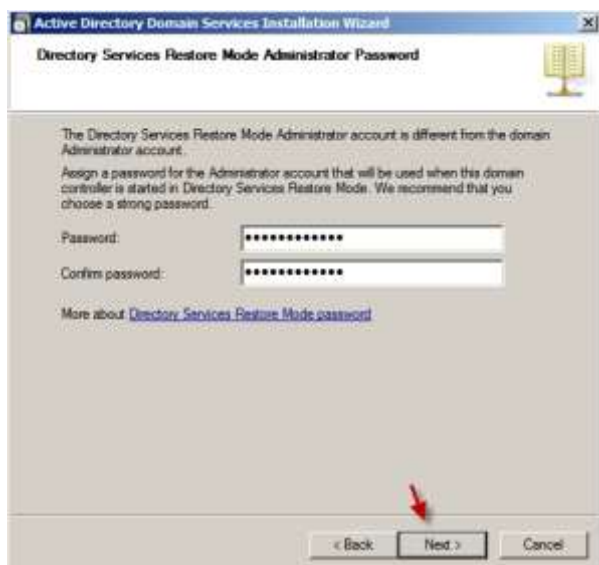 Active Directory Domain Services Installation Wizard
Directory Services Restore Mode Administrator Password
The Directory Services Restore Mode Administrator account is different from the domain
Administrator account.
Assign a password for the Administrator account that will be used when this domain
controller is started in Directory Services Restore Mode. We recommend that you
choose a strong password.
Password: ••••••••••••
Confirm password: ••••••••••••
More about Directory Services Restore Mode password
< Back Next > Cancel